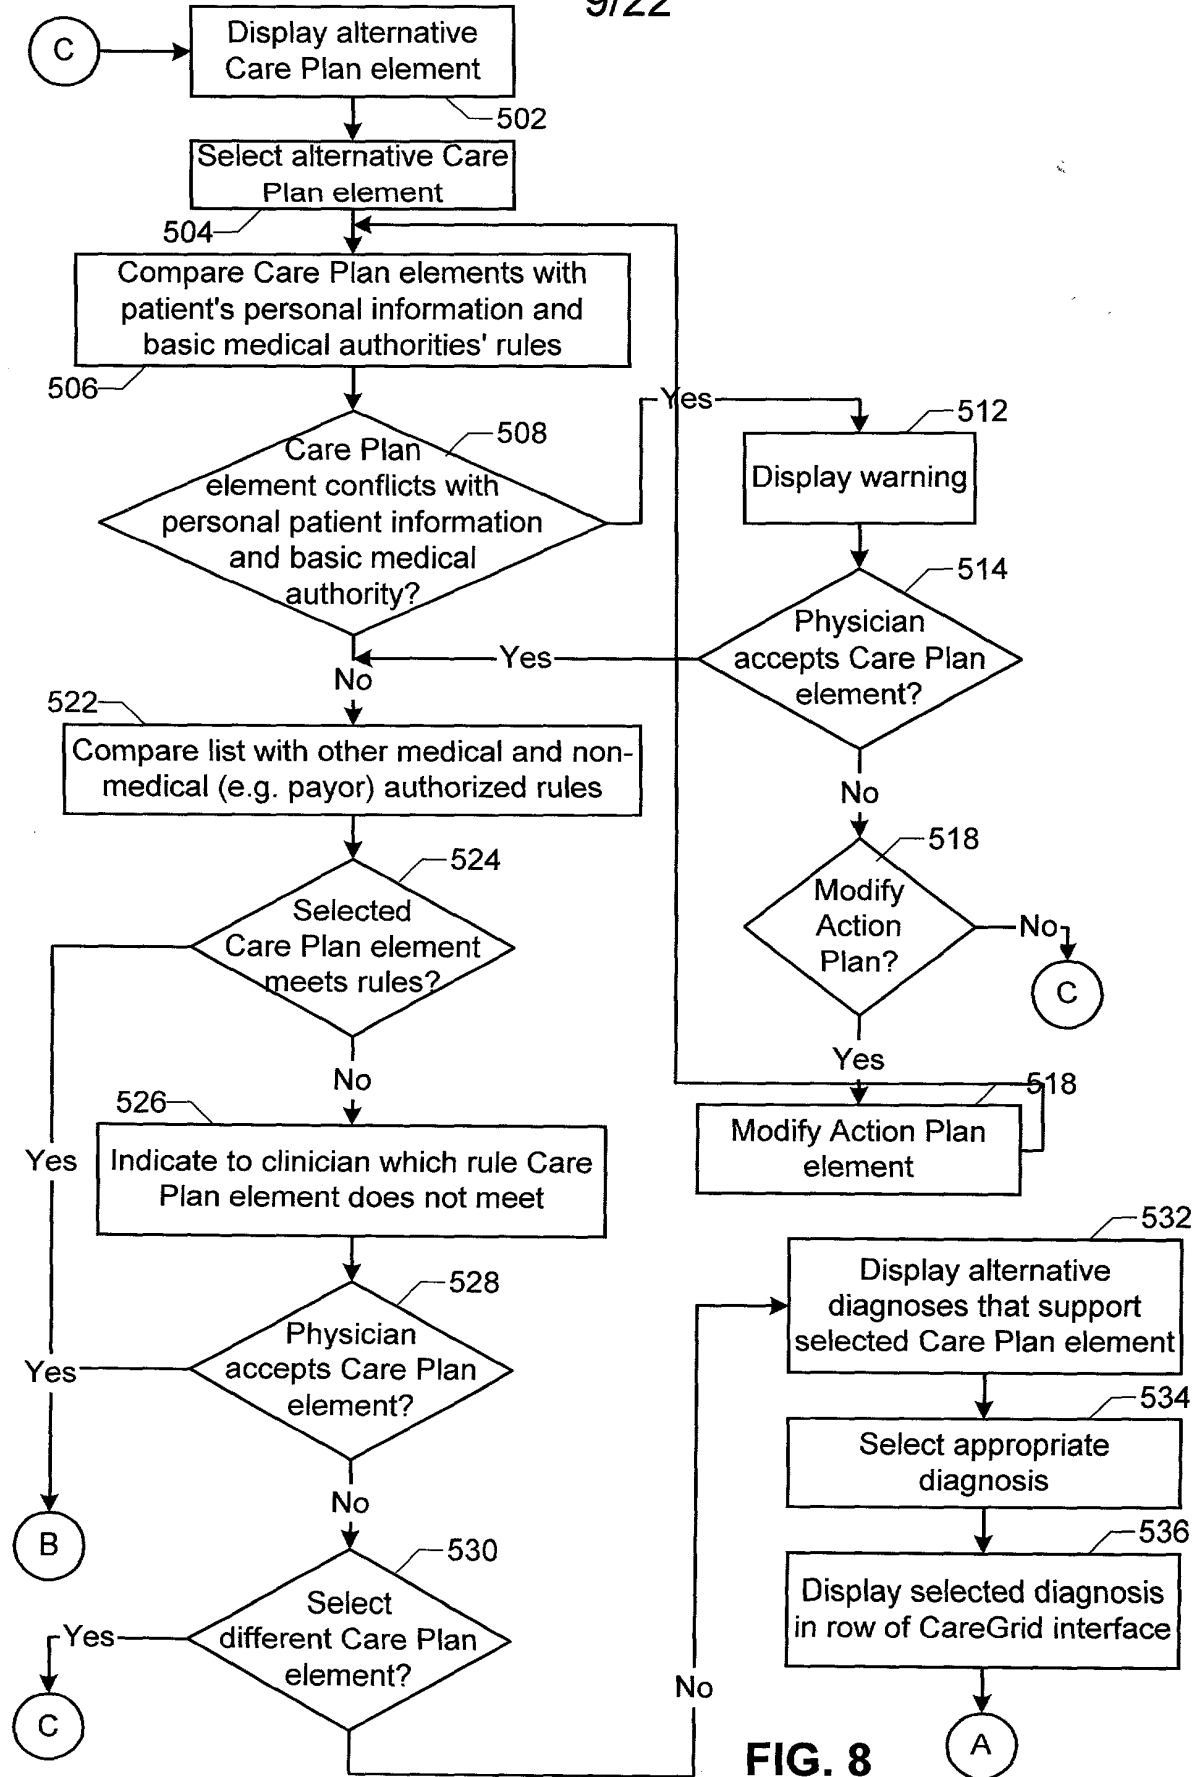 9/22
C
Display alternative
Care Plan element
502
Select alternative Care
Plan element
504
Compare Care Plan elements with
patient's personal information and
basic medical authorities' rules
506
Care Plan
element conflicts with
personal patient information
and basic medical
authority?
508
Yes
512
Display warning
514
Physician
accepts Care Plan
element?
Yes
No
No
518
Modify
Action
Plan?
No
C
Yes
518
Modify Action Plan
element
522
Compare list with other medical and non-
medical (e.g. payor) authorized rules
524
Selected
Care Plan element
meets rules?
Yes
No
526
Indicate to clinician which rule Care
Plan element does not meet
528
Physician
accepts Care Plan
element?
Yes
No
B
530
Select
different Care Plan
element?
Yes
C
No
532
Display alternative
diagnoses that support
selected Care Plan element
534
Select appropriate
diagnosis
536
Display selected diagnosis
in row of CareGrid interface
A
FIG. 8